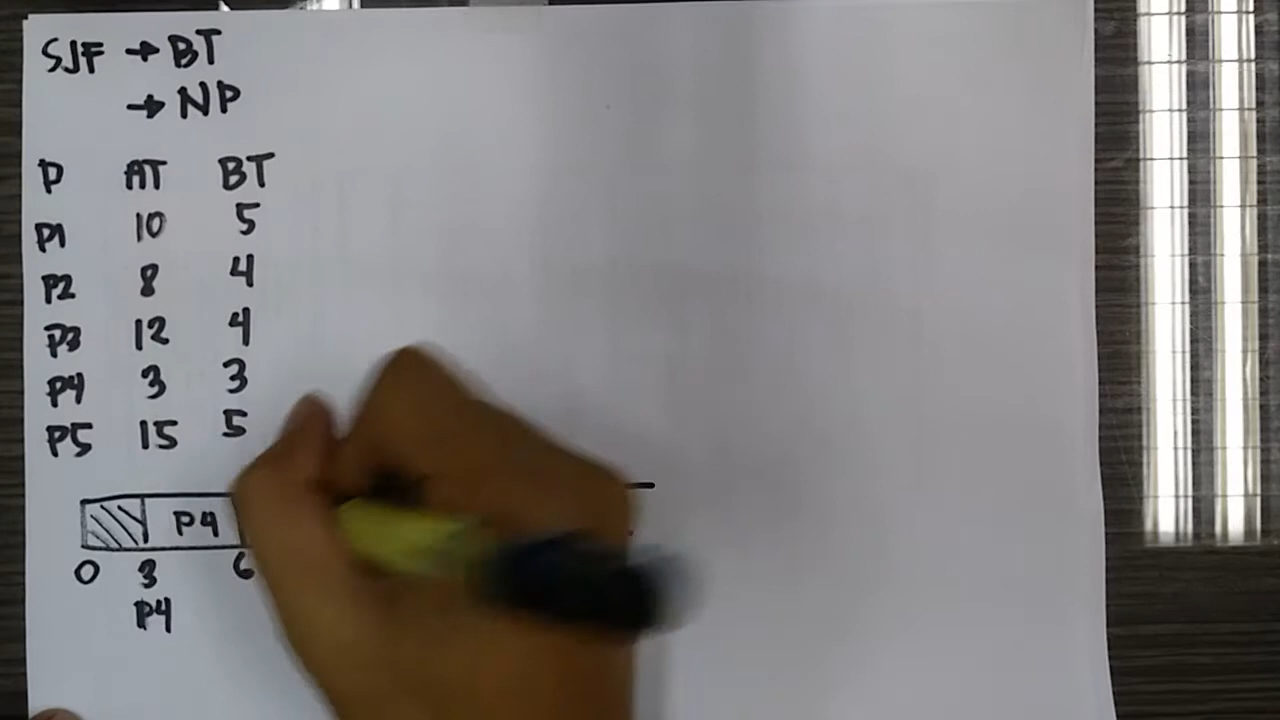 SJF → BT
→ NP
P AT BT
P1 10 5
P2 8 4
P3 12 4
P4 3 3
P5 15 5
P4
0 3 6
P4